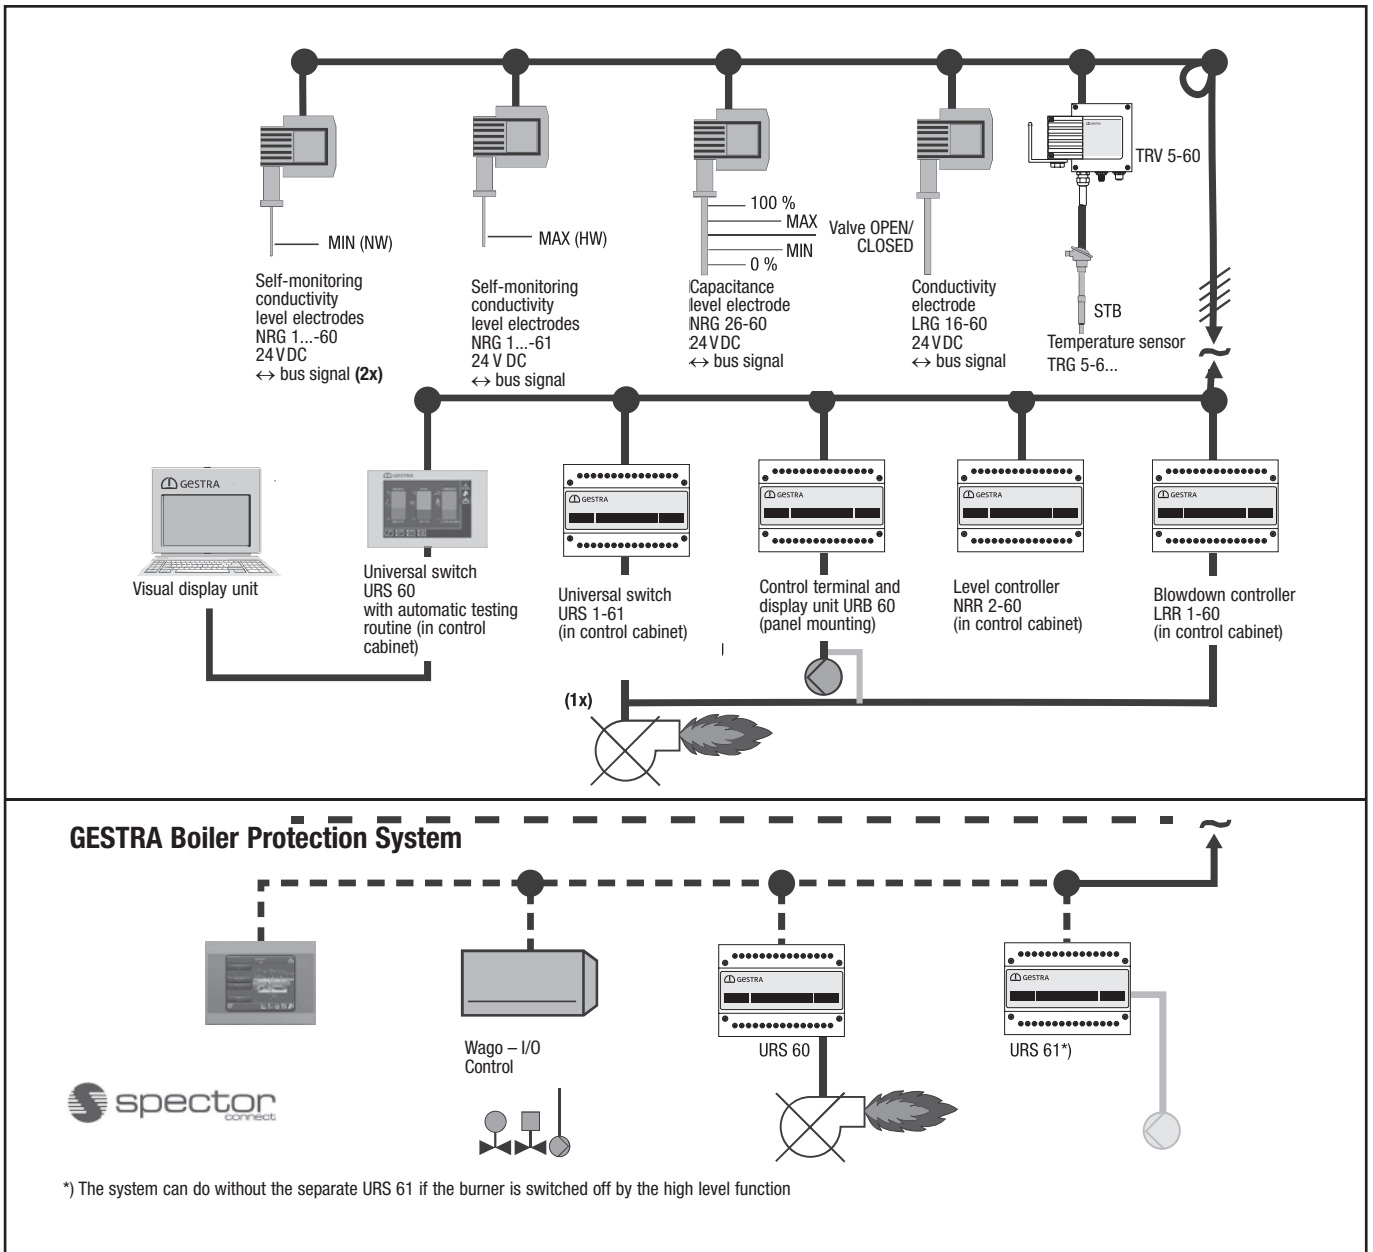 TRV 5-60
100 %
MAX
MIN
0 %
Valve OPEN/
CLOSED
MIN (NW)
MAX (HW)
STB
Self-monitoring
conductivity
level electrodes
NRG 1...-60
24 V DC
↔ bus signal (2x)
Self-monitoring
conductivity
level electrodes
NRG 1...-61
24 V DC
↔ bus signal
Capacitance
level electrode
NRG 26-60
24 V DC
↔ bus signal
Conductivity
electrode
LRG 16-60
24 V DC
↔ bus signal
Temperature sensor
TRG 5-6...
GESTRA
GESTRA
GESTRA
GESTRA
GESTRA
GESTRA
Visual display unit
Universal switch
URS 60
with automatic testing
routine (in control
cabinet)
Universal switch
URS 1-61
(in control cabinet)
Control terminal and
display unit URB 60
(panel mounting)
Level controller
NRR 2-60
(in control cabinet)
Blowdown controller
LRR 1-60
(in control cabinet)
(1x)
GESTRA Boiler Protection System
GESTRA
GESTRA
Wago – I/O
Control
URS 60
URS 61*)
spector
connect
*) The system can do without the separate URS 61 if the burner is switched off by the high level function